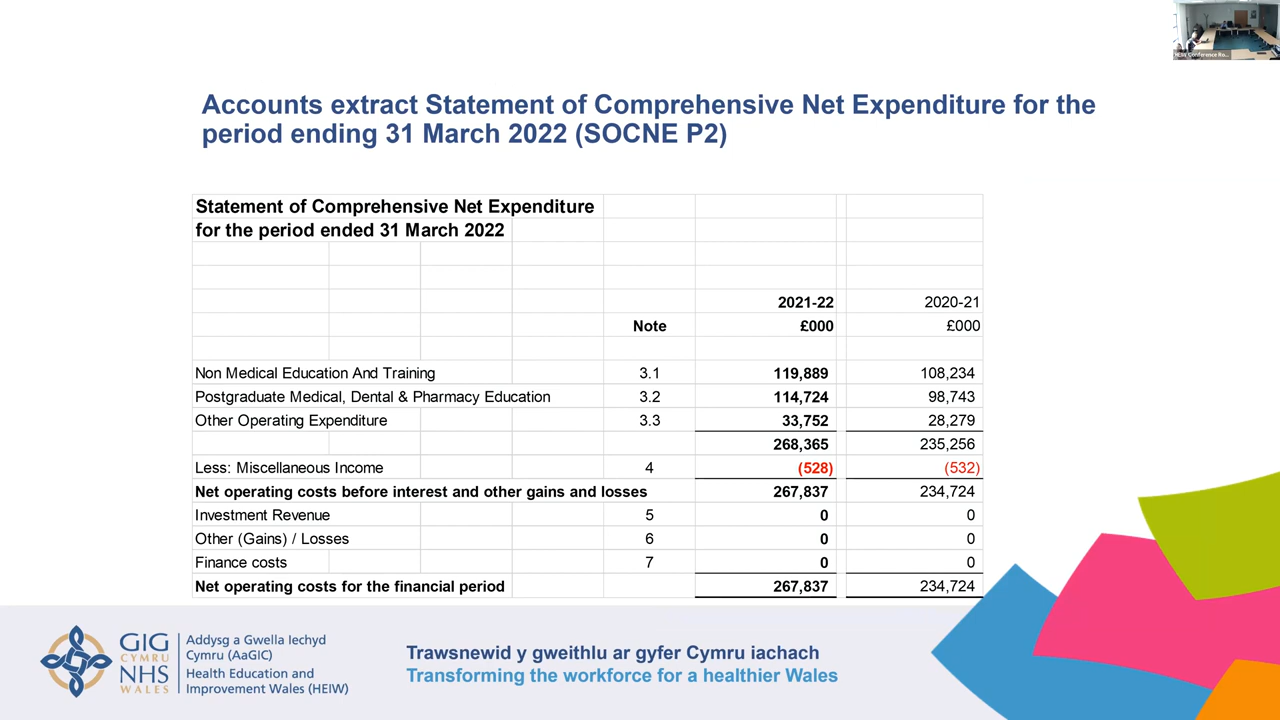 HEIW Conference Ro...
Accounts extract Statement of Comprehensive Net Expenditure for the
period ending 31 March 2022 (SOCNE P2)
Statement of Comprehensive Net Expenditure
for the period ended 31 March 2022
2021-22 2020-21
Note £000 £000
Non Medical Education And Training 3.1 119,889 108,234
Postgraduate Medical, Dental & Pharmacy Education 3.2 114,724 98,743
Other Operating Expenditure 3.3 33,752 28,279
268,365 235,256
Less: Miscellaneous Income 4 (528) (532)
Net operating costs before interest and other gains and losses 267,837 234,724
Investment Revenue 5 0 0
Other (Gains) / Losses 6 0 0
Finance costs 7 0 0
Net operating costs for the financial period 267,837 234,724
GIG
CYMRU
NHS
WALES
Addysg a Gwella Iechyd
Cymru (AaGIC)
Health Education and
Improvement Wales (HEIW)
Trawsnewid y gweithlu ar gyfer Cymru iachach
Transforming the workforce for a healthier Wales